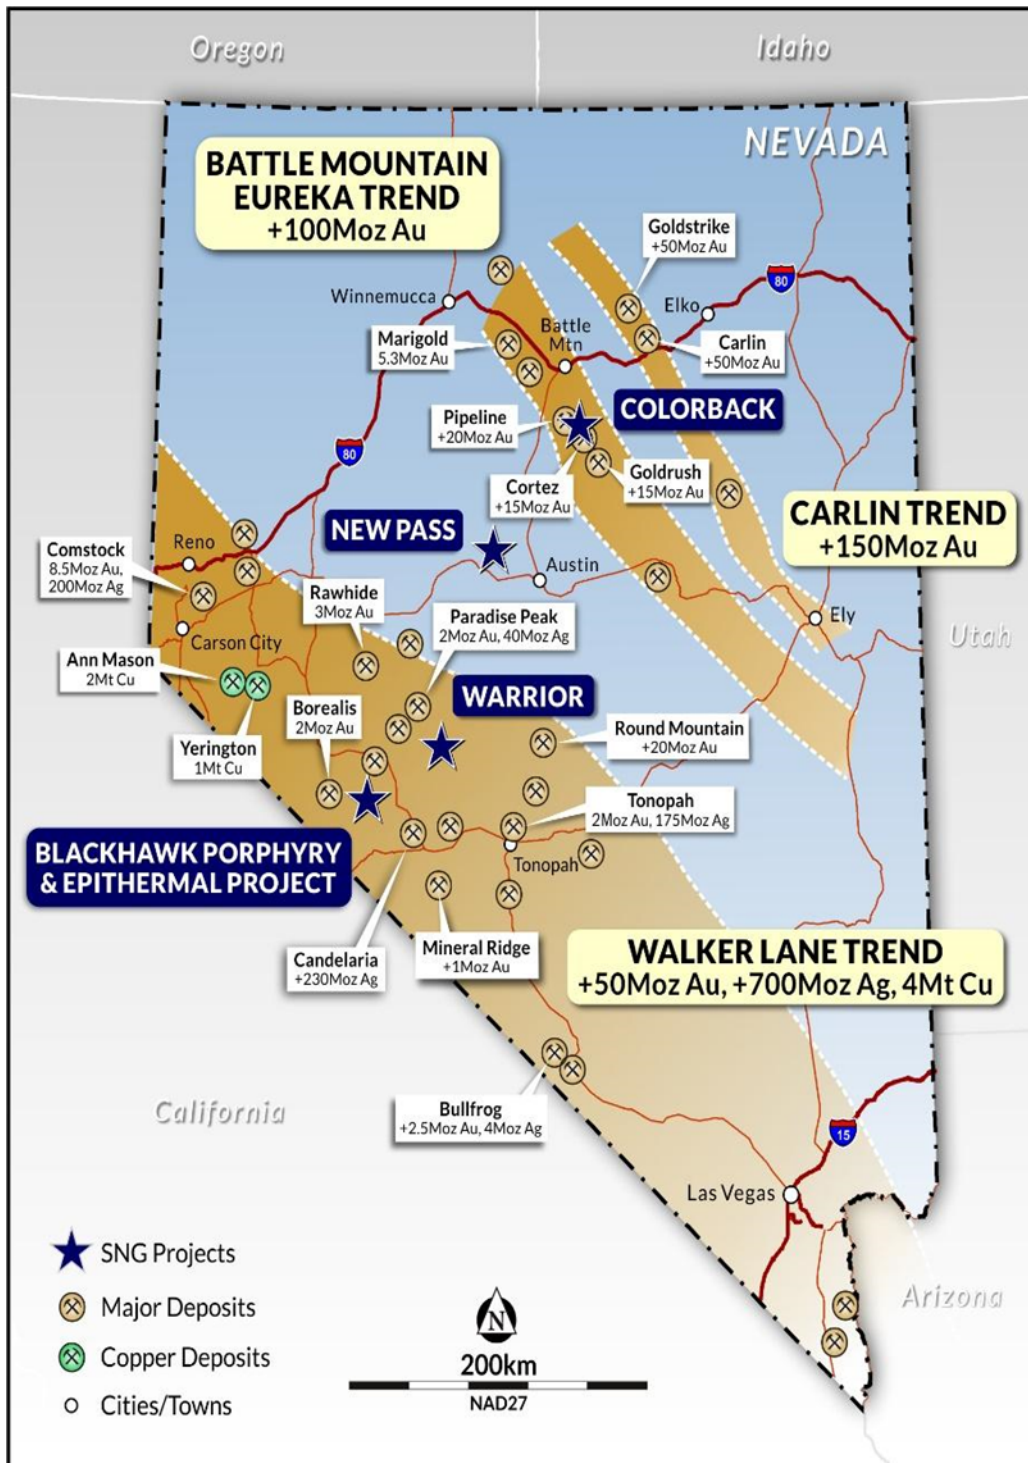 Oregon
Idaho
NEVADA
BATTLE MOUNTAIN
EUREKA TREND
+100Moz Au
Goldstrike
+50Moz Au
80
Winnemucca
Elko
Battle
Mtn
Marigold
5.3Moz Au
Carlin
+50Moz Au
COLORBACK
Pipeline
+20Moz Au
80
Goldrush
+15Moz Au
Cortez
+15Moz Au
CARLIN TREND
+150Moz Au
NEW PASS
Reno
Comstock
8.5Moz Au,
200Moz Ag
Austin
Rawhide
3Moz Au
Paradise Peak
2Moz Au, 40Moz Ag
Ely
Utah
Carson City
Ann Mason
2Mt Cu
WARRIOR
Borealis
2Moz Au
Round Mountain
+20Moz Au
Yerington
1Mt Cu
Tonopah
2Moz Au, 175Moz Ag
BLACKHAWK PORPHYRY
& EPITHERMAL PROJECT
Tonopah
Candelaria
+230Moz Ag
Mineral Ridge
+1Moz Au
WALKER LANE TREND
+50Moz Au, +700Moz Ag, 4Mt Cu
California
Bullfrog
+2.5Moz Au, 4Moz Ag
15
Las Vegas
Arizona
SNG Projects
Major Deposits
Copper Deposits
Cities/Towns
N
200km
NAD27